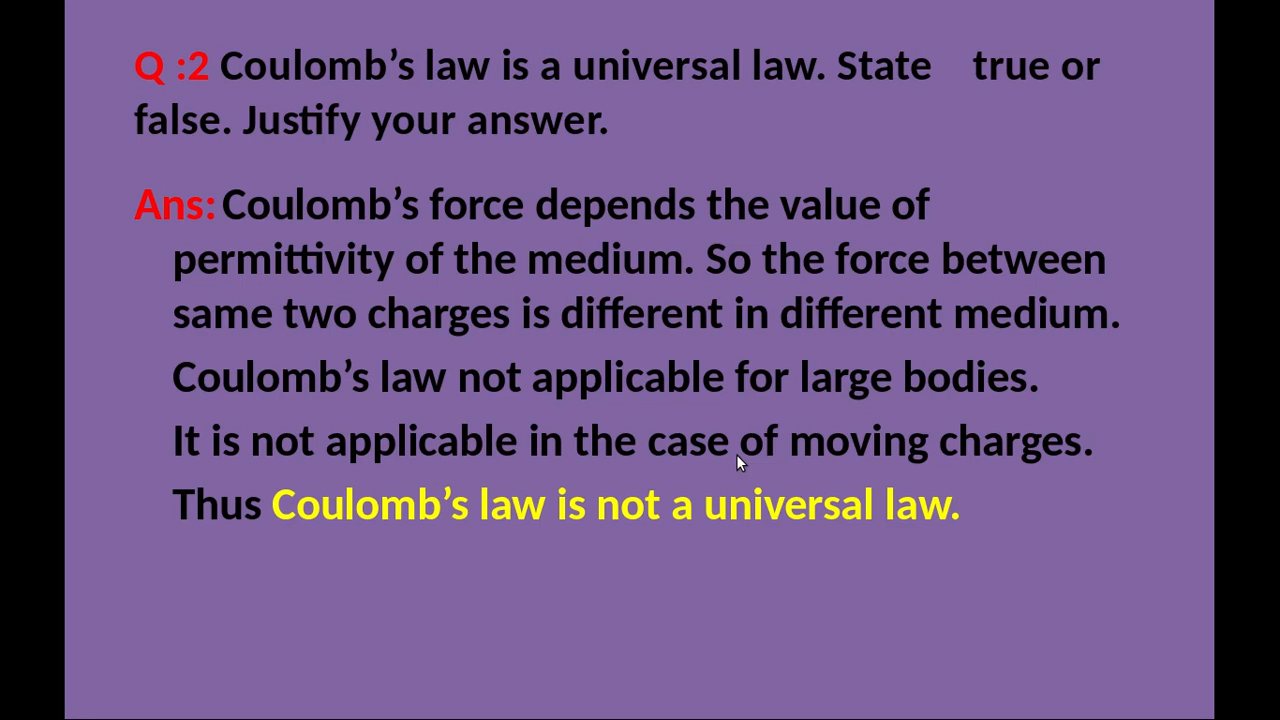 Q :2 Coulomb’s law is a universal law. State true or
false. Justify your answer.
Ans: Coulomb’s force depends the value of
permittivity of the medium. So the force between
same two charges is different in different medium.
Coulomb’s law not applicable for large bodies.
It is not applicable in the case of moving charges.
Thus Coulomb’s law is not a universal law.